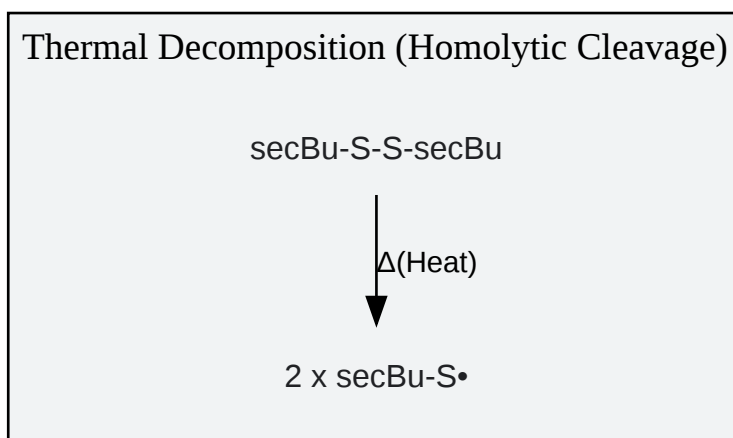 Thermal Decomposition (Homolytic Cleavage)
secBu-S-S-secBu
Δ(Heat)
2 x secBu-S•